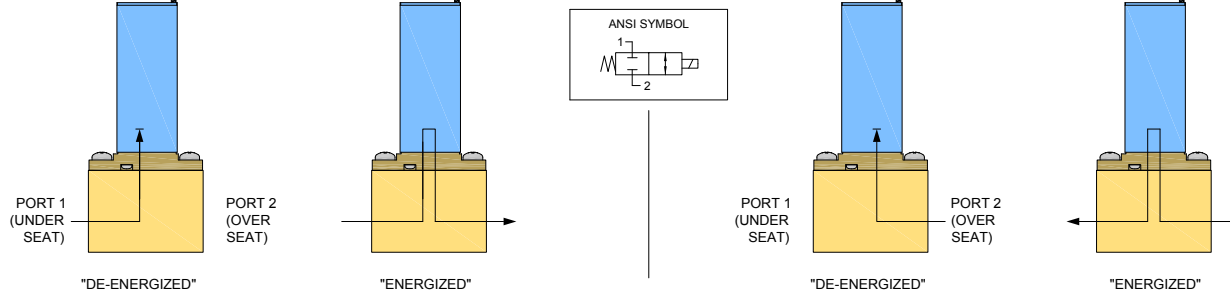 ANSI SYMBOL
1
2
PORT 1
(UNDER
SEAT)
PORT 2
(OVER
SEAT)
"DE-ENERGIZED"
"ENERGIZED"
PORT 1
(UNDER
SEAT)
PORT 2
(OVER
SEAT)
"DE-ENERGIZED"
"ENERGIZED"